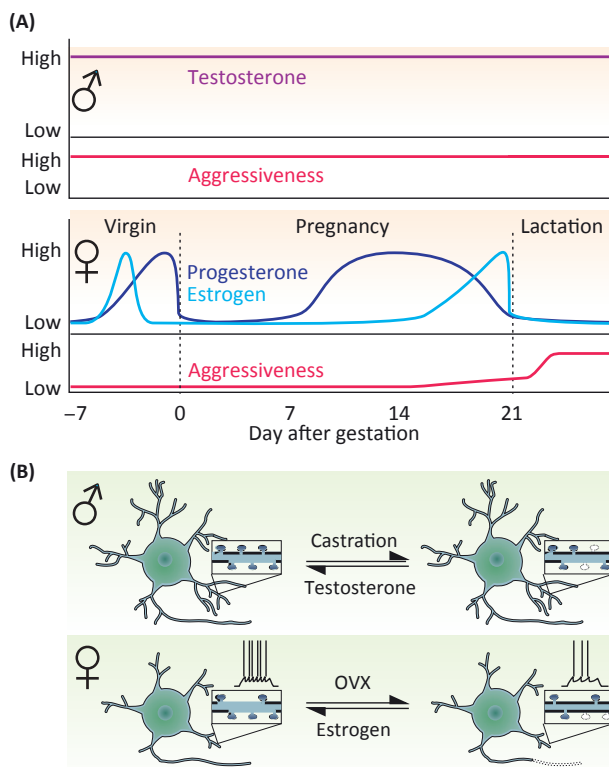 (A)
High
Testosterone
♂
Low
High
Aggressiveness
Low
Virgin Pregnancy Lactation
High
♀
Progesterone
Estrogen
Low
High
Aggressiveness
Low
−7 0 7 14 21
Day after gestation
(B)
♂
Castration
Testosterone
♀
OVX
Estrogen